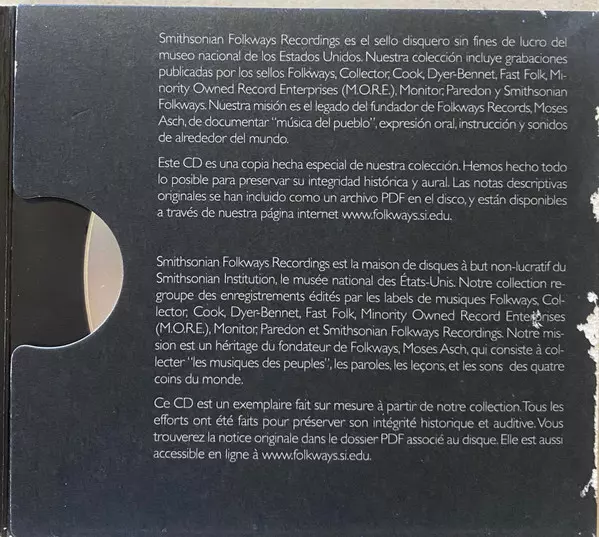 Smithsonian Folkways Recordings es el sello disquero sin fines de lucro del
museo nacional de los Estados Unidos. Nuestra colección incluye grabaciones
publicadas por los sellos Folkways, Collector, Cook, Dyer-Bennet, Fast Folk, Mi-
nority Owned Record Enterprises (M.O.R.E.), Monitor, Paredon y Smithsonian
Folkways. Nuestra misión es el legado del fundador de Folkways Records, Moses
Asch, de documentar "música del pueblo", expresión oral, instrucción y sonidos
de alrededor del mundo.
Este CD es una copia hecha especial de nuestra colección. Hemos hecho todo
lo posible para preservar su integridad histórica y aural. Las notas descriptivas
originales se han incluido como un archivo PDF en el disco, y están disponibles
a través de nuestra página internet www.folkways.si.edu.
Smithsonian Folkways Recordings est la maison de disques à but non-lucratif du
Smithsonian Institution, le musée national des États-Unis. Notre collection re-
groupe des enregistrements édités par les labels de musiques Folkways, Col-
lector, Cook, Dyer-Bennet, Fast Folk, Minority Owned Record Enterprises
(M.O.R.E.), Monitor, Paredon et Smithsonian Folkways Recordings. Notre mis-
sion est un héritage du fondateur de Folkways, Moses Asch, qui consiste à col-
lecter "les musiques des peuples", les paroles, les leçons, et les sons des quatre
coins du monde.
Ce CD est un exemplaire fait sur mesure à partir de notre collection. Tous les
efforts ont été faits pour préserver son intégrité historique et auditive. Vous
trouverez la notice originale dans le dossier PDF associé au disque. Elle est aussi
accessible en ligne à www.folkways.si.edu.